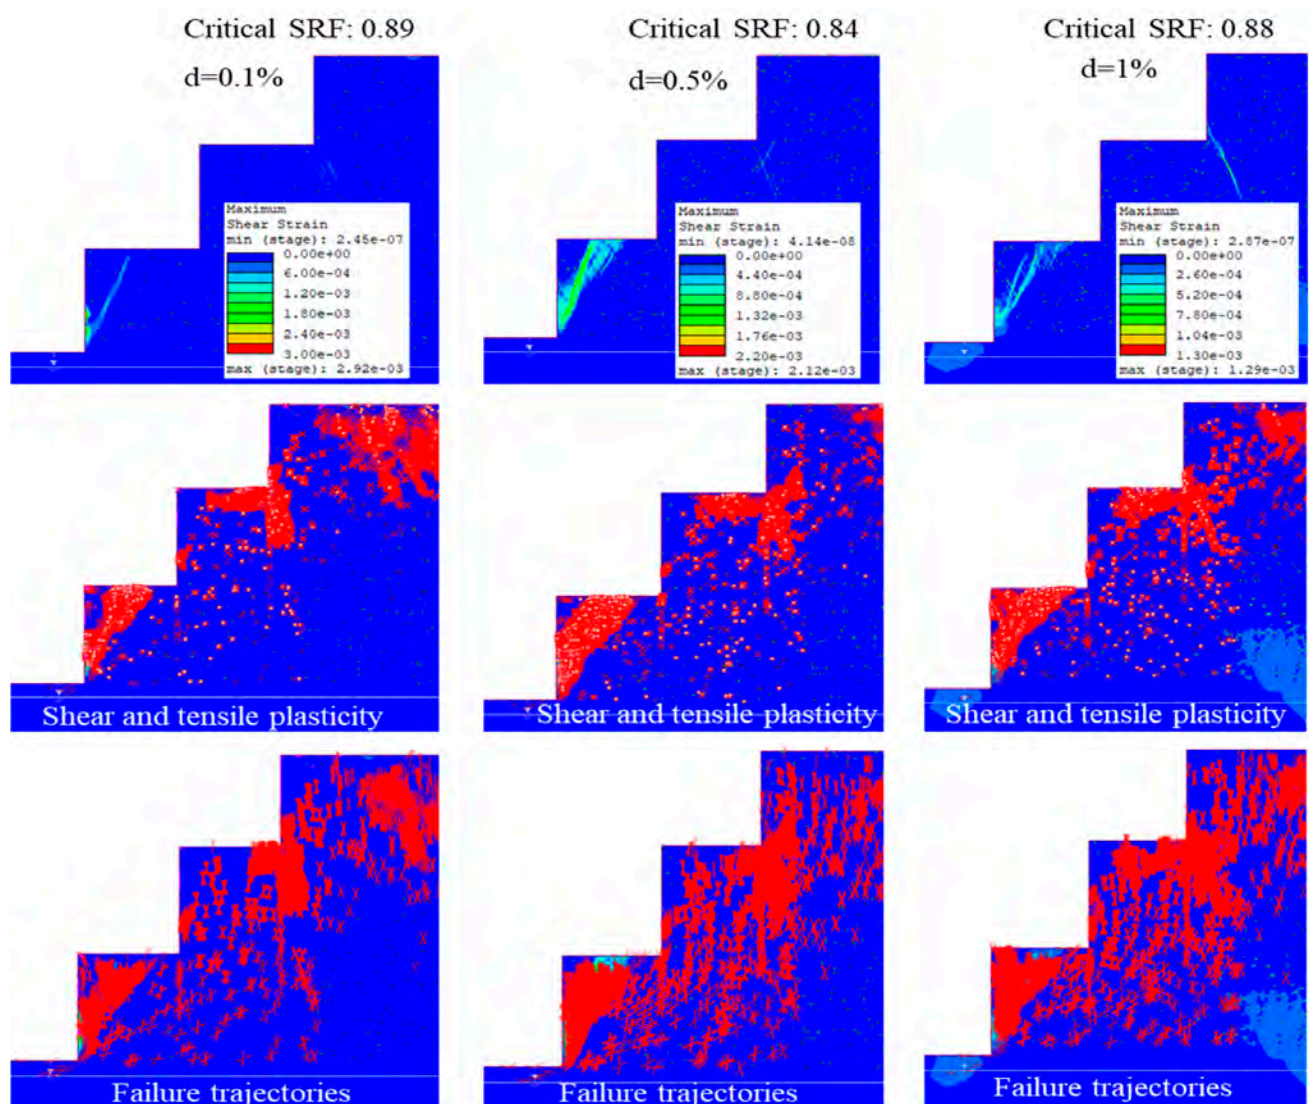 Critical SRF: 0.89
d=0.1%
Maximum
Shear Strain
min (stage): 2.45e-07
0.00e+00
6.00e-04
1.20e-03
1.80e-03
2.40e-03
3.00e-03
max (stage): 2.92e-03
Critical SRF: 0.84
d=0.5%
Maximum
Shear Strain
min (stage): 4.14e-08
0.00e+00
4.40e-04
8.80e-04
1.32e-03
1.76e-03
2.20e-03
max (stage): 2.12e-03
Critical SRF: 0.88
d=1%
Maximum
Shear Strain
min (stage): 2.87e-07
0.00e+00
2.60e-04
5.20e-04
7.80e-04
1.04e-03
1.30e-03
max (stage): 1.29e-03
Shear and tensile plasticity
Shear and tensile plasticity
Shear and tensile plasticity
Failure trajectories
Failure trajectories
Failure trajectories